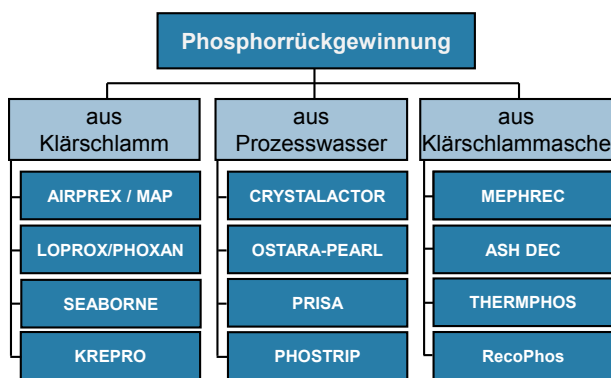 Phosphorrückgewinnung
aus
Klärschlamm
AIRPREX / MAP
LOPROX/PHOXAN
SEABORNE
KREPRO
aus
Prozesswasser
CRYSTALACTOR
OSTARA-PEARL
PRISA
PHOSTRIP
aus
Klärschlammasche
MEPHREC
ASH DEC
THERMPHOS
RecoPhos